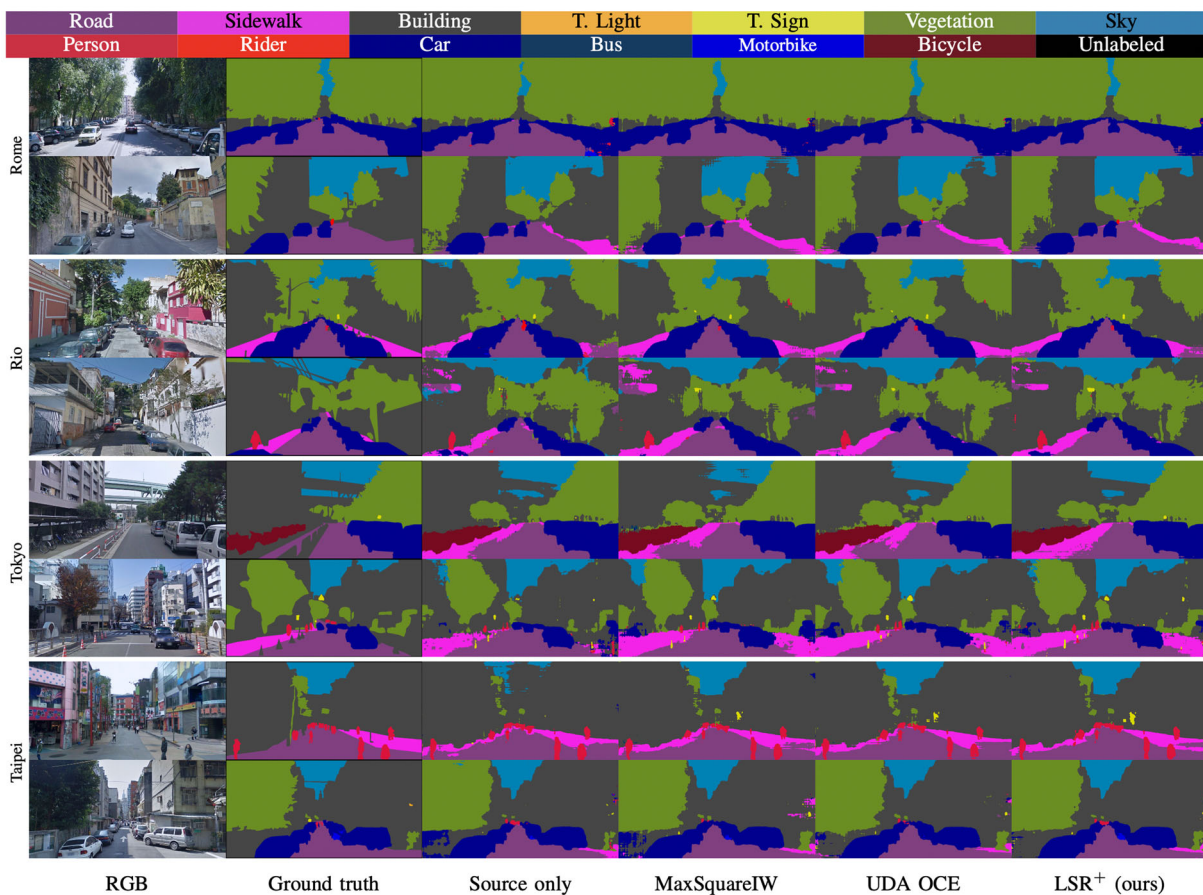 Road Sidewalk Building T. Light T. Sign Vegetation Sky
Person Rider Car Bus Motorbike Bicycle Unlabeled
Rome
Rio
Tokyo
Taipei
RGB Ground truth Source only MaxSquareIW UDA OCE LSR⁺ (ours)